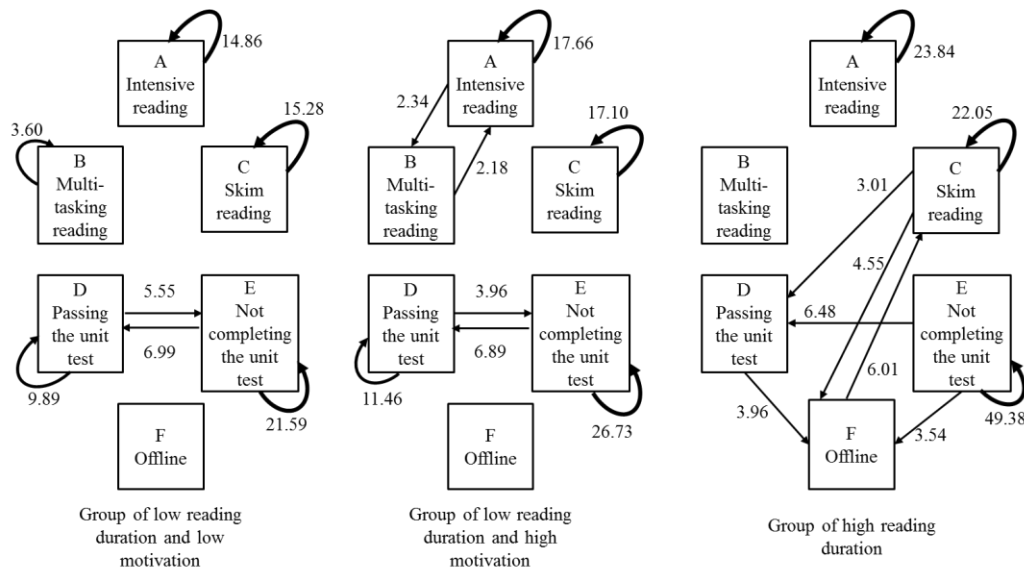 14.86
A
Intensive
reading
15.28
3.60
B
Multi-
tasking
reading
C
Skim
reading
D
Passing
the unit
test
5.55
6.99
E
Not
completing
the unit
test
9.89
21.59
F
Offline
Group of low reading
duration and low
motivation
17.66
A
Intensive
reading
2.34
2.18
17.10
B
Multi-
tasking
reading
C
Skim
reading
D
Passing
the unit
test
3.96
6.89
E
Not
completing
the unit
test
11.46
26.73
F
Offline
Group of low reading
duration and high
motivation
23.84
A
Intensive
reading
22.05
B
Multi-
tasking
reading
C
Skim
reading
3.01
4.55
D
Passing
the unit
test
6.48
6.01
E
Not
completing
the unit
test
3.96
3.54
49.38
F
Offline
Group of high reading
duration